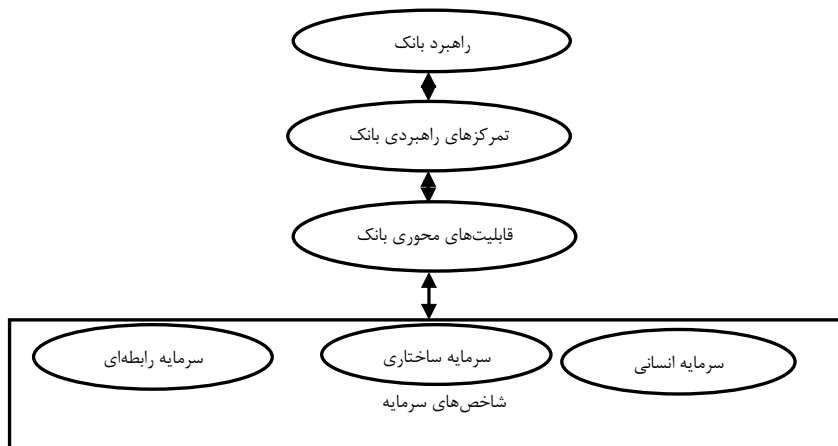 راهبرد بانک
تمرکزهای راهبردی بانک
قابلیت‌های محوری بانک
سرمایه انسانی
سرمایه ساختاری
سرمایه رابطه‌ای
شاخص‌های سرمایه